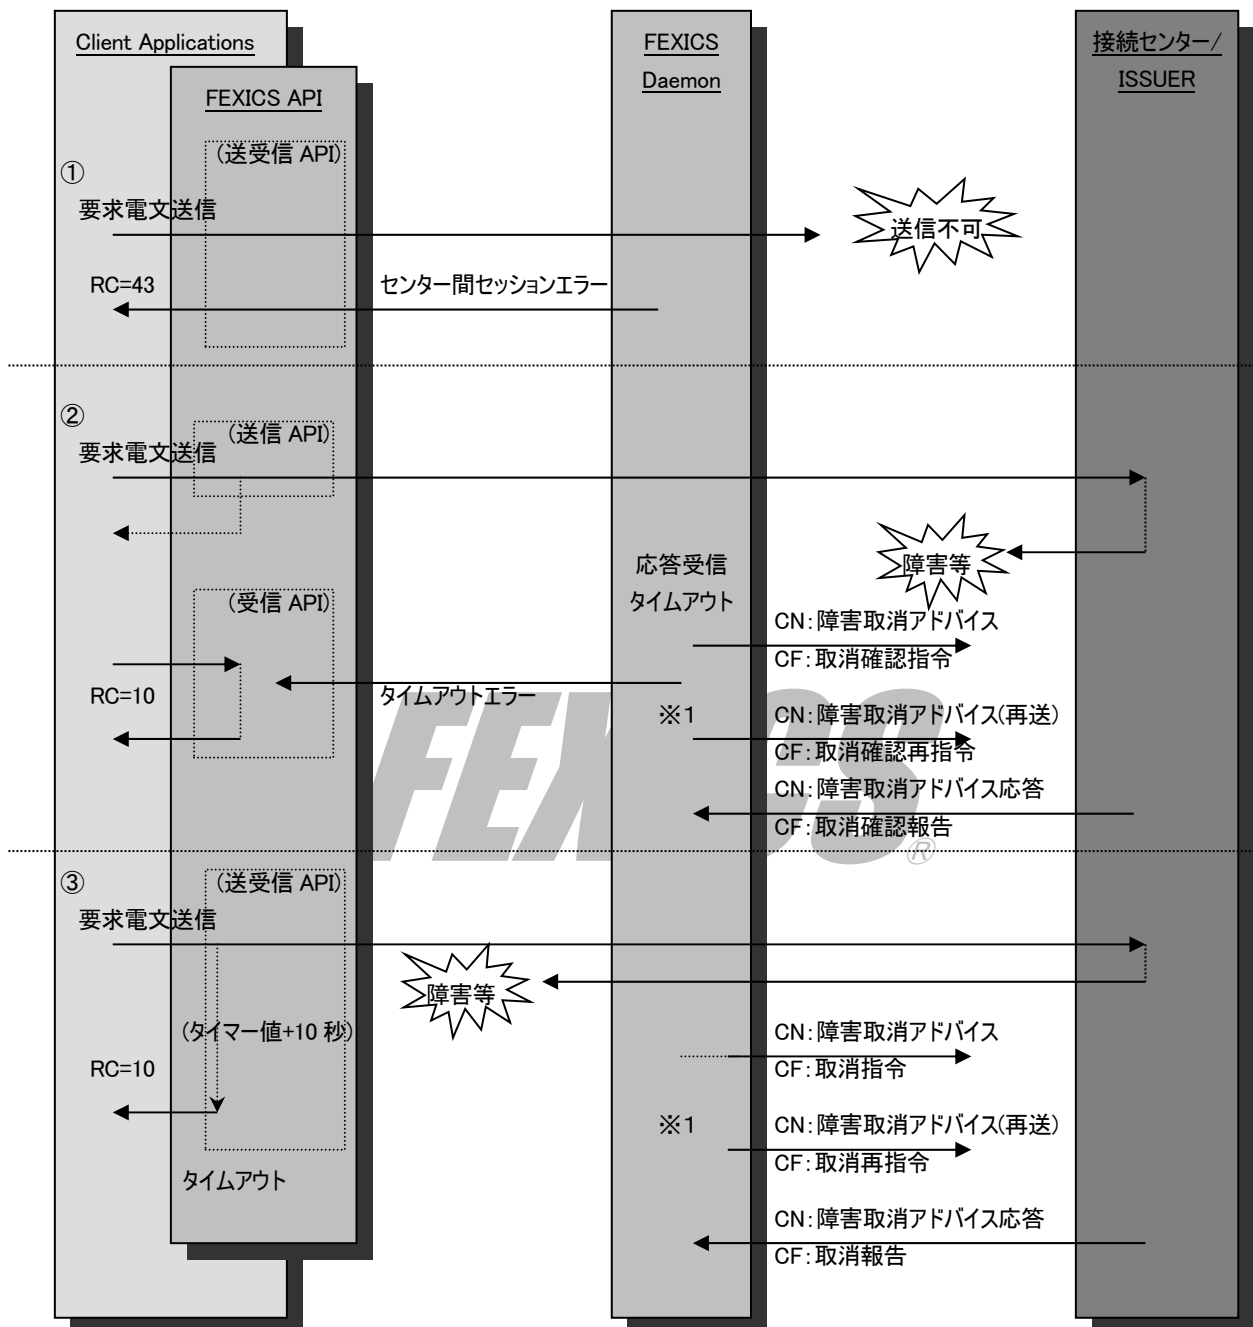 Client Applications
FEXICS API
FEXICS
Daemon
接続センター/
ISSUER
①
(送受信 API)
要求電文送信
送信不可
RC=43
センター間セッションエラー
②
(送信 API)
要求電文送信
障害等
応答受信
タイムアウト
(受信 API)
CN:障害取消アドバイス
CF:取消確認指令
RC=10
タイムアウトエラー
※1
CN:障害取消アドバイス(再送)
CF:取消確認再指令
CN:障害取消アドバイス応答
CF:取消確認報告
FEXICS®
③
(送受信 API)
要求電文送信
障害等
(タイマー値+10 秒)
CN:障害取消アドバイス
CF:取消指令
RC=10
※1
CN:障害取消アドバイス(再送)
CF:取消再指令
タイムアウト
CN:障害取消アドバイス応答
CF:取消報告